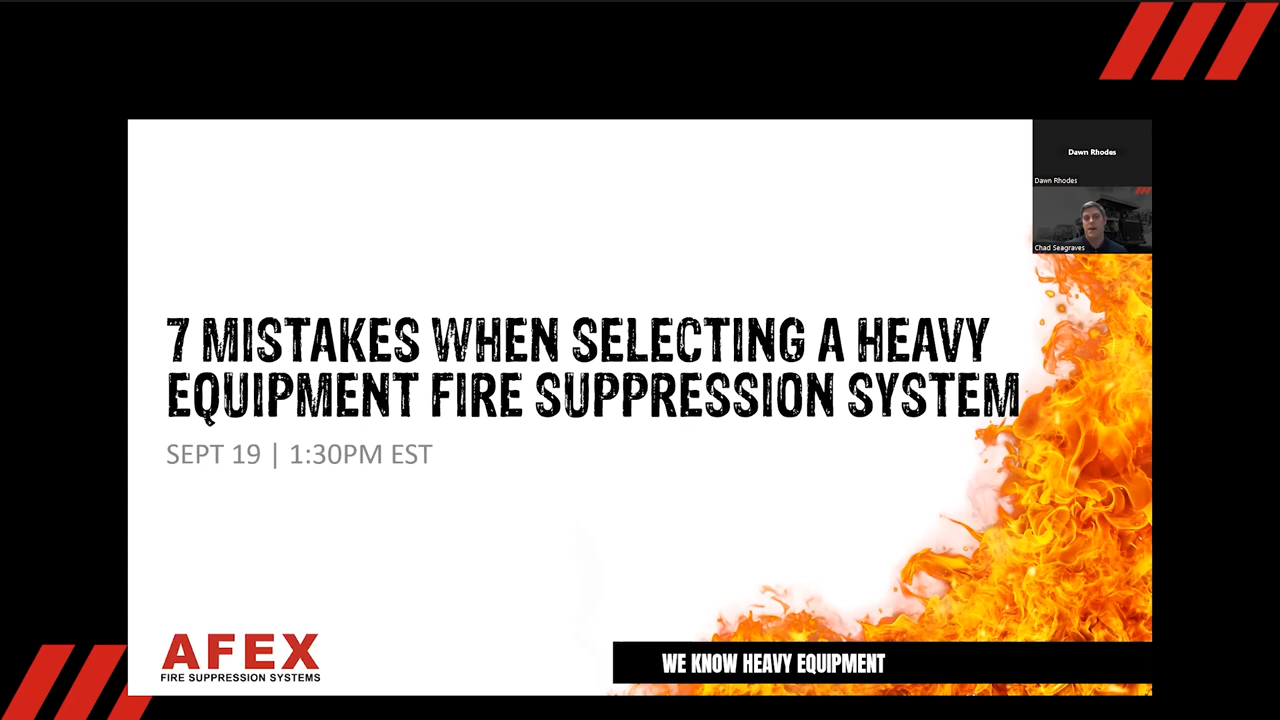 Dawn Rhodes
Dawn Rhodes
Chad Seagraves
7 MISTAKES WHEN SELECTING A HEAVY
EQUIPMENT FIRE SUPPRESSION SYSTEM
SEPT 19 | 1:30PM EST
AFEX
FIRE SUPPRESSION SYSTEMS
WE KNOW HEAVY EQUIPMENT